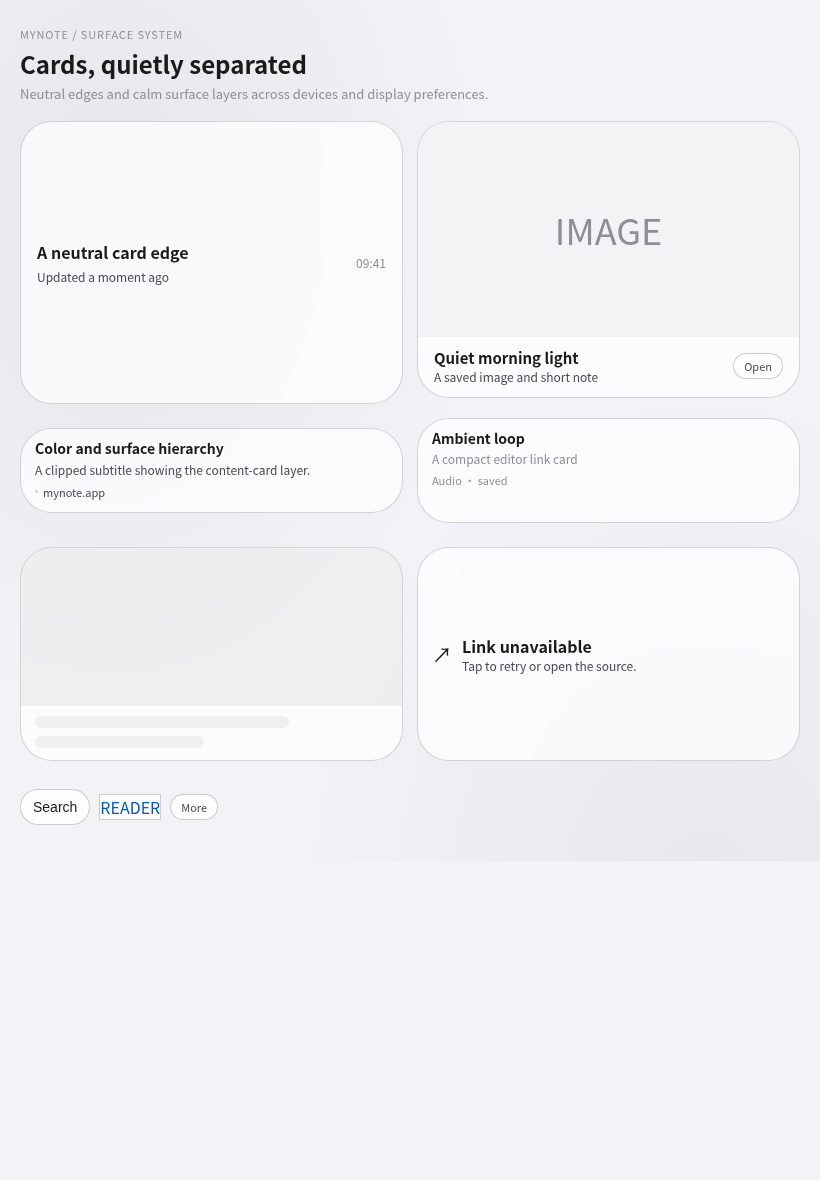 MYNOTE / SURFACE SYSTEM
Cards, quietly separated
Neutral edges and calm surface layers across devices and display preferences.
A neutral card edge
Updated a moment ago
09:41
IMAGE
Quiet morning light
A saved image and short note
Open
Color and surface hierarchy
A clipped subtitle showing the content-card layer.
mynote.app
Ambient loop
A compact editor link card
Audio • saved
↗ Link unavailable
Tap to retry or open the source.
Search
READER
More